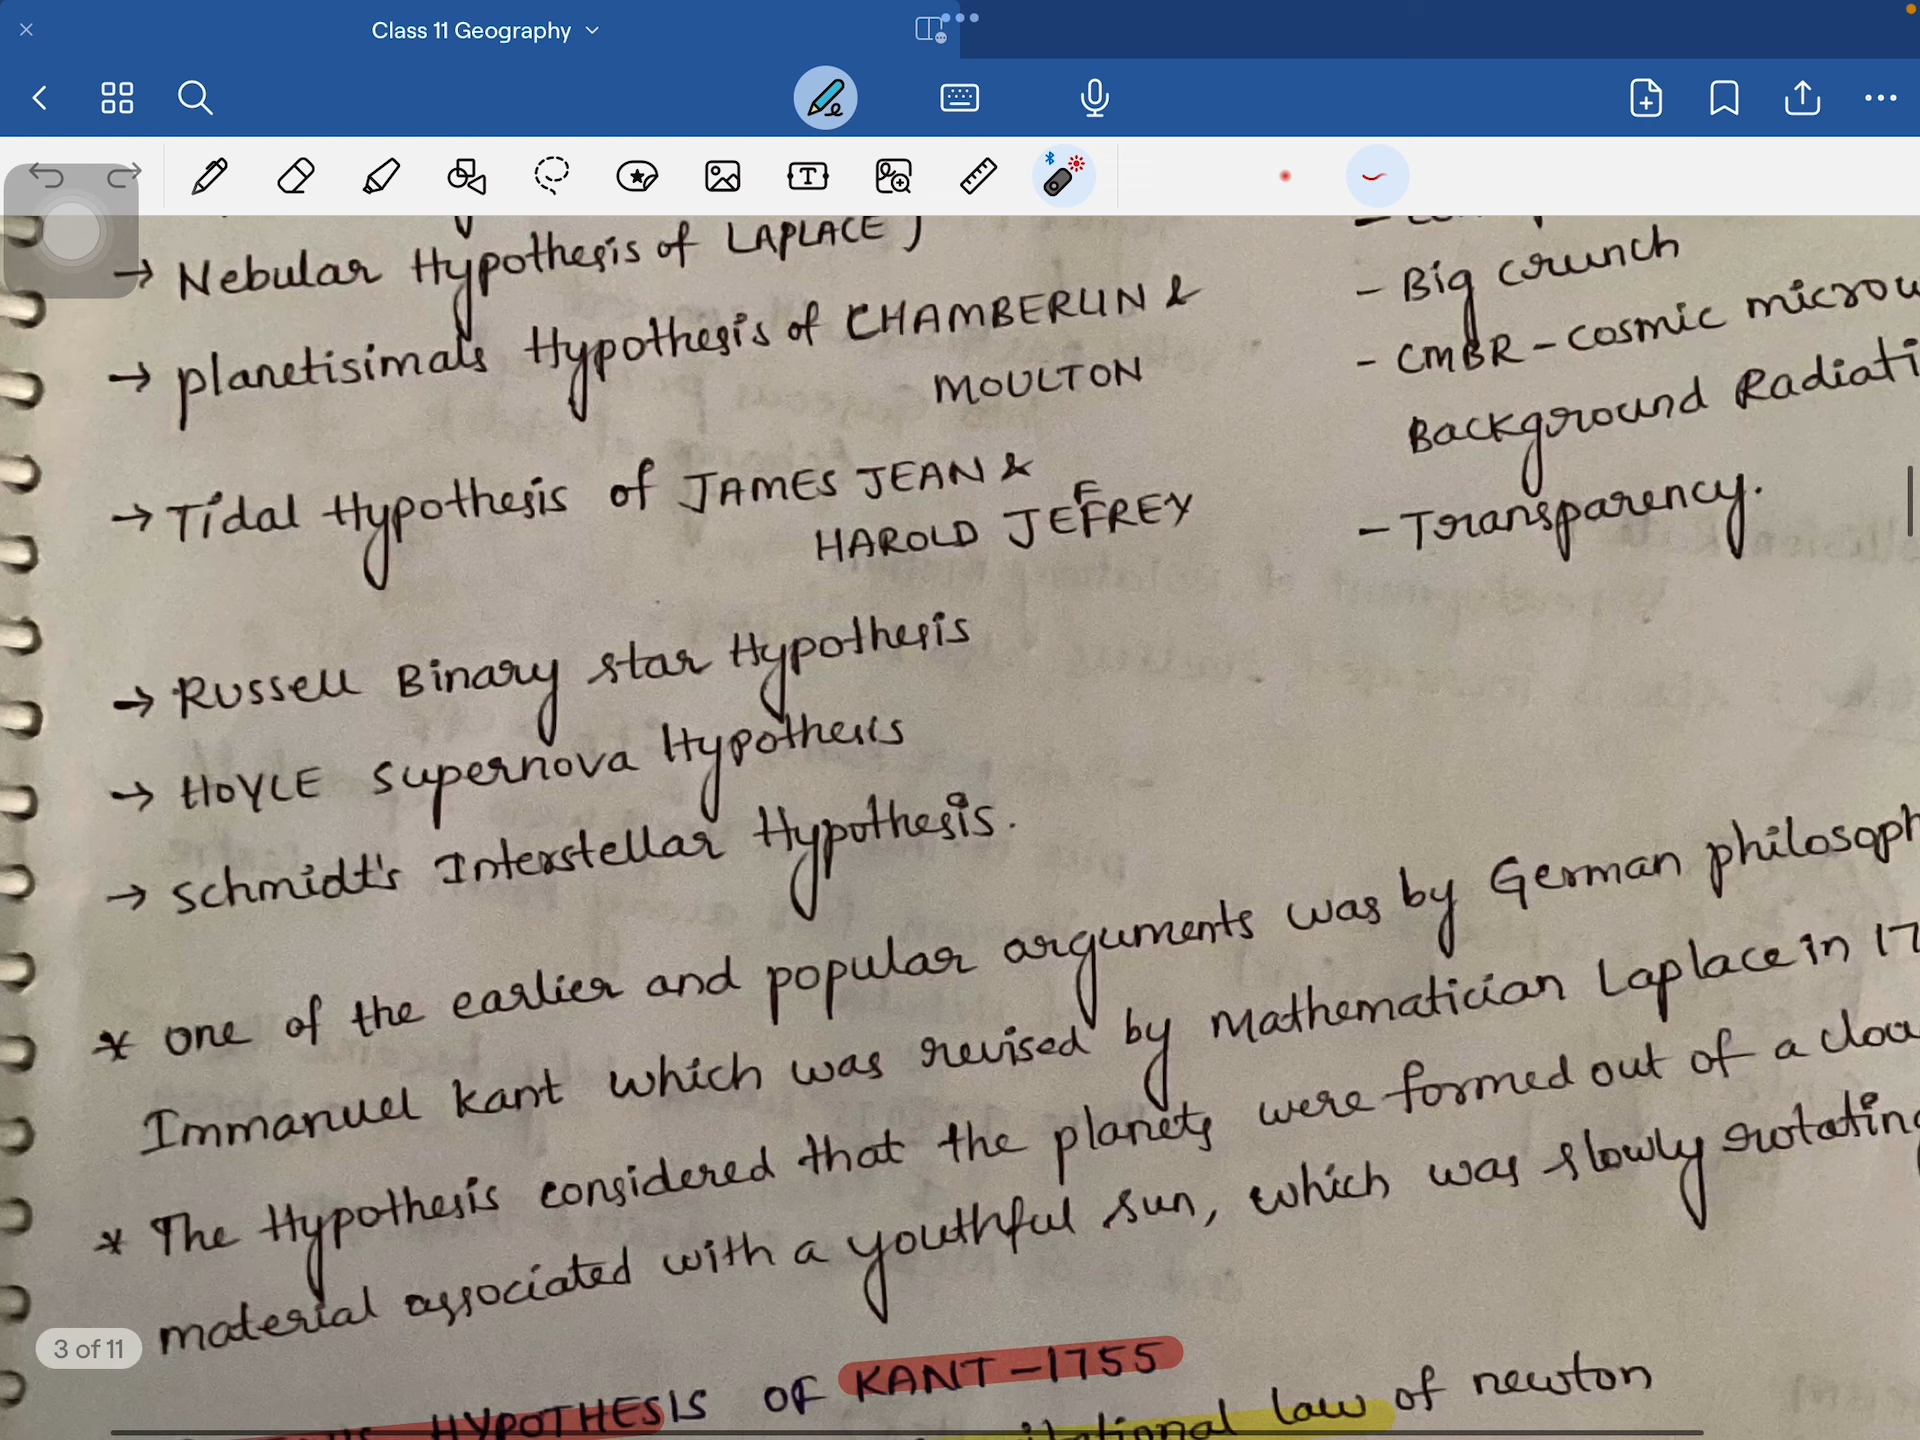 Class 11 Geography
→ Nebular Hypothesis of LAPLACE
→ planetisimals Hypothesis of CHAMBERLIN &
MOULTON
→ Tidal Hypothesis of JAMES JEAN &
HAROLD JEFFREY
→ RUSSELL Binary star Hypothesis
→ HOYLE Supernova Hypothesis
→ Schmidt's Interstellar Hypothesis.
- Big crunch
- CMBR - cosmic microw
Background Radiati
- Transparency.
* one of the earlier and popular arguments was by German philosoph
Immanuel kant which was revised by Mathematician Laplace in 17
* The Hypothesis considered that the planets were formed out of a clou
material associated with a youthful sun, which was slowly rotating
HYPOTHESIS OF KANT - 1755
law of newton
3 of 11